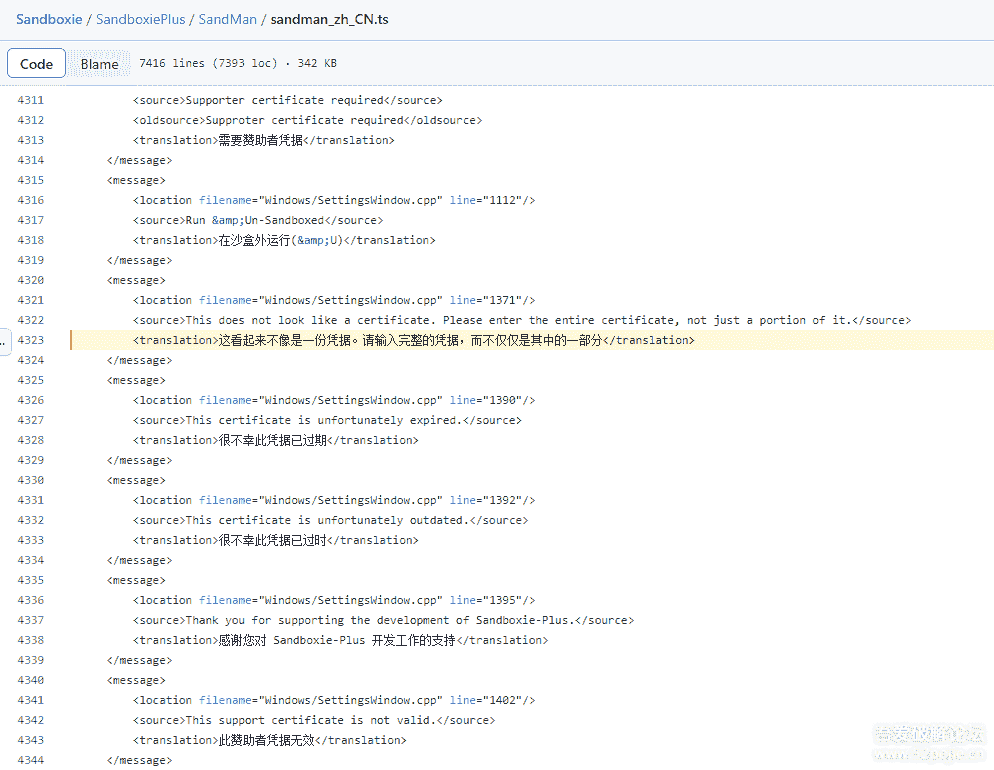 Sandboxie / SandboxiePlus / SandMan / sandman_zh_CN.ts
Code Blame 7416 lines (7393 loc) · 342 KB
4311 <source>Supporter certificate required</source>
4312 <oldsource>Supproter certificate required</oldsource>
4313 <translation>需要赞助者凭据</translation>
4314 </message>
4315 <message>
4316 <location filename="Windows/SettingsWindow.cpp" line="1112"/>
4317 <source>Run &amp;Un-Sandboxed</source>
4318 <translation>在沙盒外运行(&amp;U)</translation>
4319 </message>
4320 <message>
4321 <location filename="Windows/SettingsWindow.cpp" line="1371"/>
4322 <source>This does not look like a certificate. Please enter the entire certificate, not just a portion of it.</source>
4323 <translation>这看起来不像是一份凭据。请输入完整的凭据，而不仅仅是其中的一部分</translation>
4324 </message>
4325 <message>
4326 <location filename="Windows/SettingsWindow.cpp" line="1390"/>
4327 <source>This certificate is unfortunately expired.</source>
4328 <translation>很不幸此凭据已过期</translation>
4329 </message>
4330 <message>
4331 <location filename="Windows/SettingsWindow.cpp" line="1392"/>
4332 <source>This certificate is unfortunately outdated.</source>
4333 <translation>很不幸此凭据已过时</translation>
4334 </message>
4335 <message>
4336 <location filename="Windows/SettingsWindow.cpp" line="1395"/>
4337 <source>Thank you for supporting the development of Sandboxie-Plus.</source>
4338 <translation>感谢您对 Sandboxie-Plus 开发工作的支持</translation>
4339 </message>
4340 <message>
4341 <location filename="Windows/SettingsWindow.cpp" line="1402"/>
4342 <source>This support certificate is not valid.</source>
4343 <translation>此赞助者凭据无效</translation>
4344 </message>